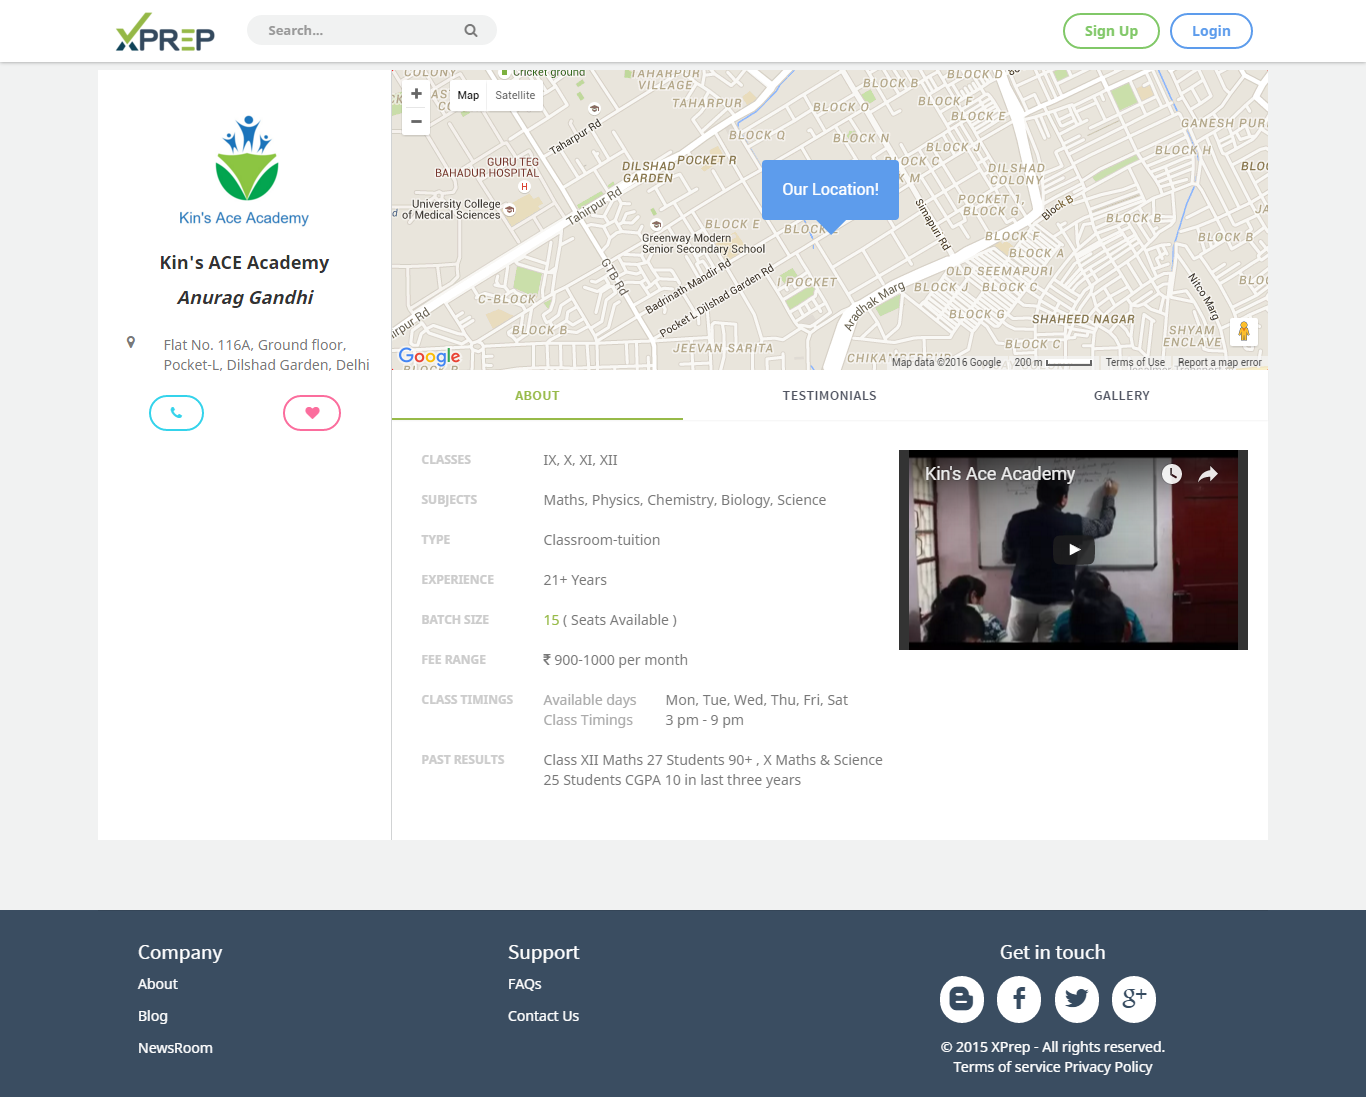 XPREP
Search...
Sign Up
Login
Kin's Ace Academy
Kin's ACE Academy
Anurag Gandhi
Flat No. 116A, Ground floor,
Pocket-L, Dilshad Garden, Delhi
COLONY
Cricket ground
TAHARPUR
VILLAGE
BLOCK B
BLOCK D
+
−
Map
Satellite
TAHARPUR
BLOCK O
BLOCK F
BLOCK E
Taharpur Rd
BLOCK Q
GANESH PUR
GURU TEG
BAHADUR HOSPITAL
H
DILSHAD
GARDEN
POCKET R
BLOCK N
BLOCK C
BLOCK J
BLOCK G
BLOCK H
DILSHAD
COLONY
Our Location!
University College
of Medical Sciences
Tahirpur Rd
BLOCK E
Simapuri Rd
POCKET 1,
BLOCK G
Block B
BLOCK B
BLOCK H
BLOCK B
Greenway Modern
Senior Secondary School
BLOCK F
BLOCK A
GTB Rd
Badrinath Mandir Rd
Pocket L Dilshad Garden Rd
I POCKET
OLD SEEMAPURI
BLOCK J
BLOCK C
C-BLOCK
Aradhak Marg
Nitco Marg
SHAHEED NAGAR
SHYAM
ENCLAVE
BLOCK B
JEEVAN SARITA
Google
Map data ©2016 Google
200 m
Terms of Use
Report a map error
ABOUT
TESTIMONIALS
GALLERY
CLASSES
IX, X, XI, XII
SUBJECTS
Maths, Physics, Chemistry, Biology, Science
TYPE
Classroom-tuition
EXPERIENCE
21+ Years
BATCH SIZE
15 ( Seats Available )
FEE RANGE
₹ 900-1000 per month
CLASS TIMINGS
Available days Mon, Tue, Wed, Thu, Fri, Sat
Class Timings 3 pm - 9 pm
PAST RESULTS
Class XII Maths 27 Students 90+ , X Maths & Science
25 Students CGPA 10 in last three years
Kin's Ace Academy
Company
About
Blog
NewsRoom
Support
FAQs
Contact Us
Get in touch
© 2015 XPrep - All rights reserved.
Terms of service Privacy Policy